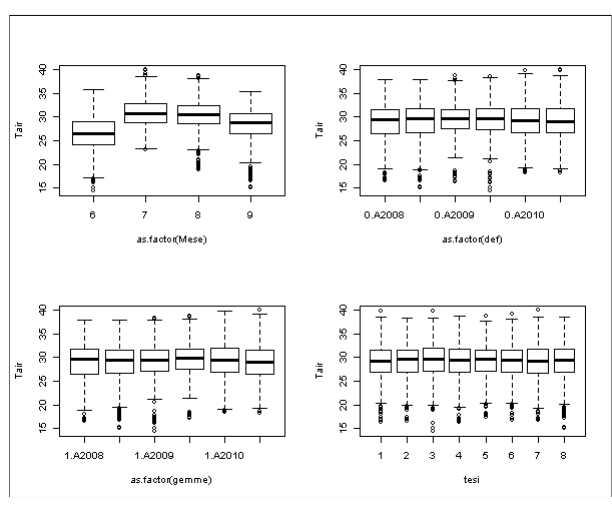 Tair
40
35
30
25
20
15
6 7 8 9
as.factor(Mese)
Tair
40
35
30
25
20
15
0.A2008 0.A2009 0.A2010
as.factor(def)
Tair
40
35
30
25
20
15
1.A2008 1.A2009 1.A2010
as.factor(gemme)
Tair
40
35
30
25
20
15
1 2 3 4 5 6 7 8
tesi